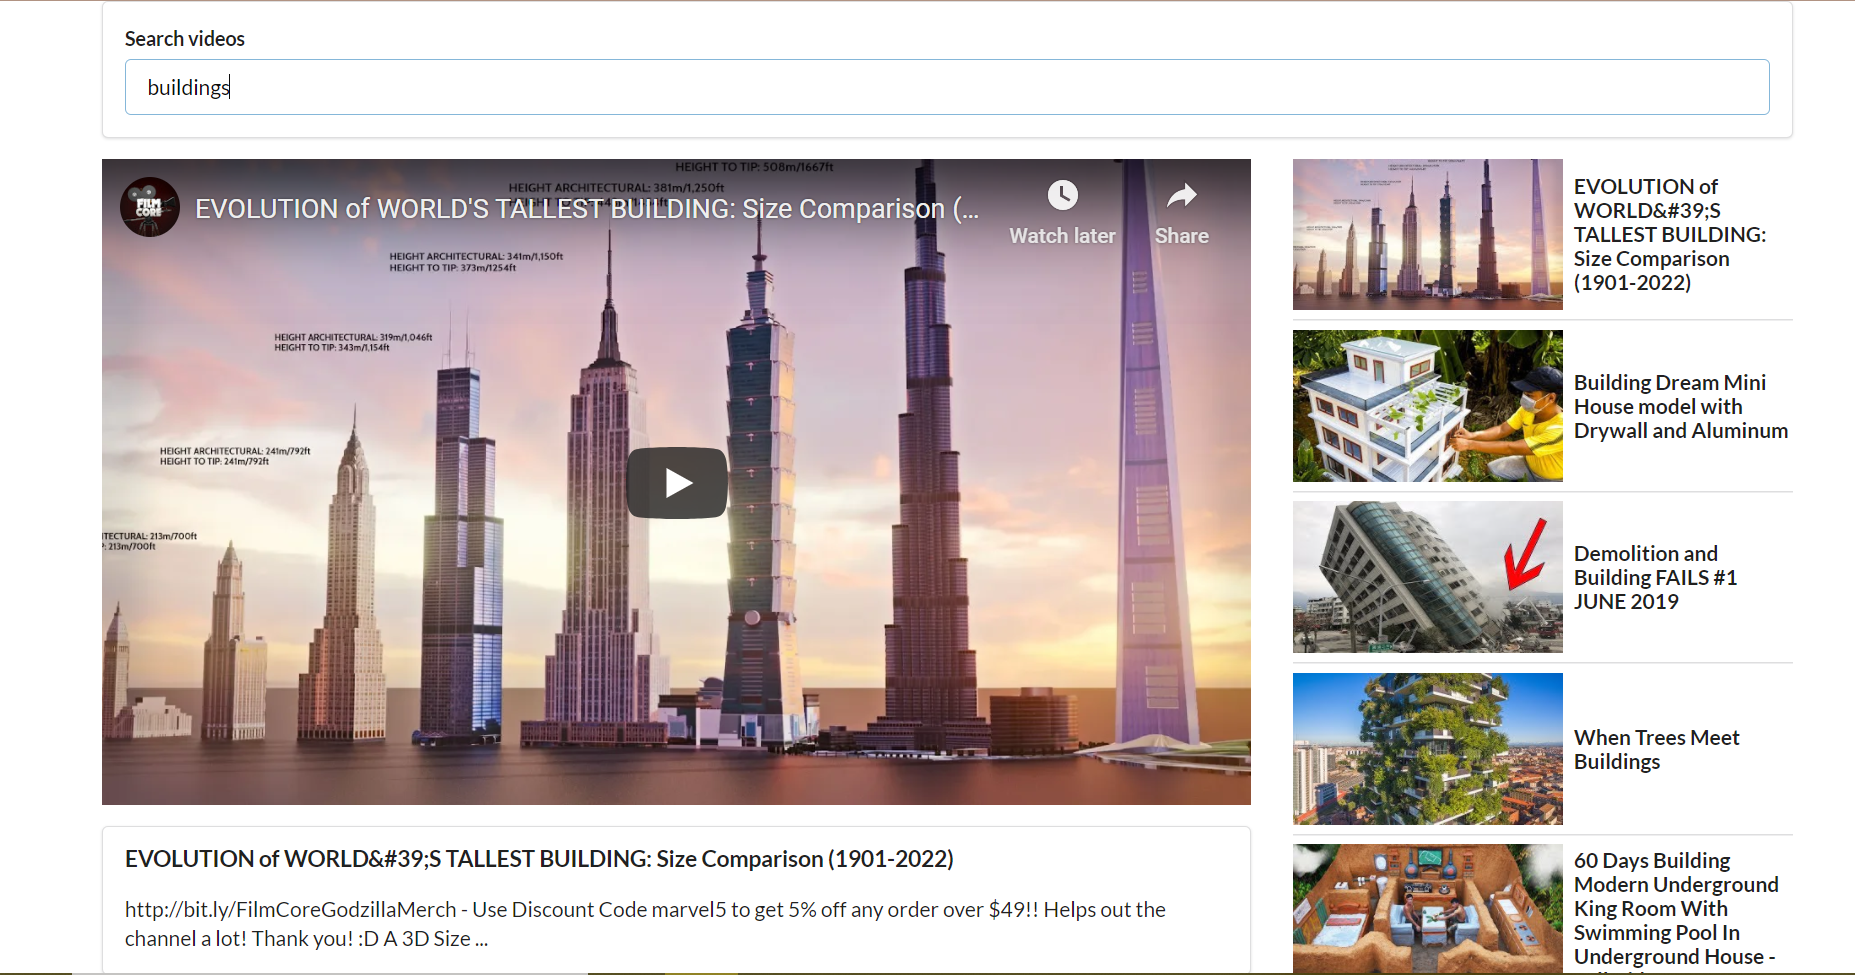 Search videos
buildings
HEIGHT TO TIP: 508m/1667ft
HEIGHT ARCHITECTURAL: 381m/1,250ft
FILM
CORE
EVOLUTION of WORLD'S TALLEST BUILDING: Size Comparison (...
Watch later
Share
HEIGHT ARCHITECTURAL: 341m/1,150ft
HEIGHT TO TIP: 373m/1254ft
HEIGHT ARCHITECTURAL: 319m/1,046ft
HEIGHT TO TIP: 343m/1,154ft
HEIGHT ARCHITECTURAL: 241m/792ft
HEIGHT TO TIP: 241m/792ft
TECTURAL: 213m/700ft
P: 213m/700ft
EVOLUTION of WORLD&#39;S TALLEST BUILDING: Size Comparison (1901-2022)
http://bit.ly/FilmCoreGodzillaMerch - Use Discount Code marvel5 to get 5% off any order over $49!! Helps out the
channel a lot! Thank you! :D A 3D Size ...
EVOLUTION of
WORLD&#39;S
TALLEST BUILDING:
Size Comparison
(1901-2022)
Building Dream Mini
House model with
Drywall and Aluminum
Demolition and
Building FAILS #1
JUNE 2019
When Trees Meet
Buildings
60 Days Building
Modern Underground
King Room With
Swimming Pool In
Underground House -